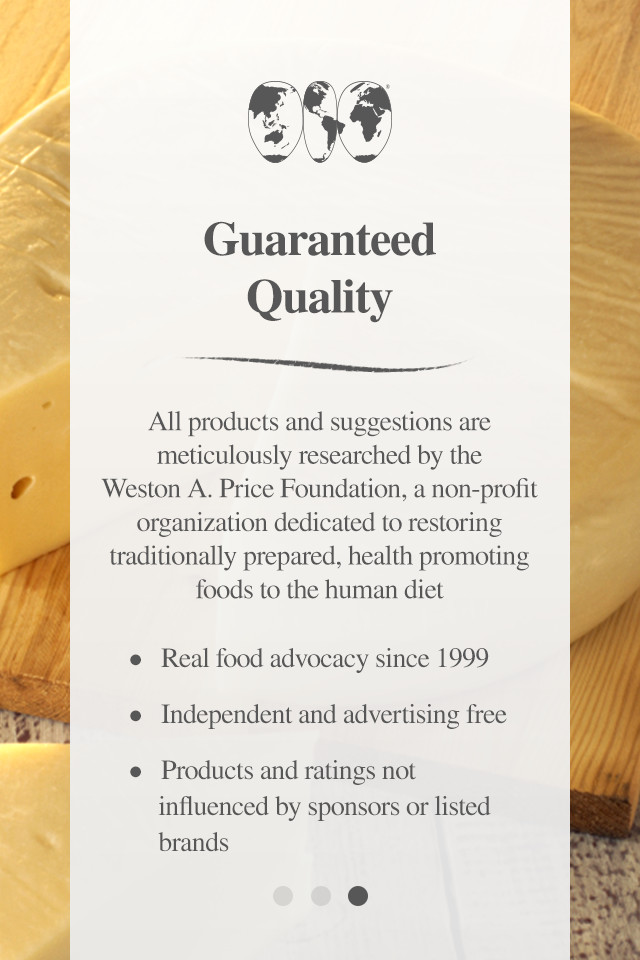 Guaranteed
Quality
All products and suggestions are
meticulously researched by the
Weston A. Price Foundation, a non-profit
organization dedicated to restoring
traditionally prepared, health promoting
foods to the human diet
• Real food advocacy since 1999
• Independent and advertising free
• Products and ratings not
influenced by sponsors or listed
brands